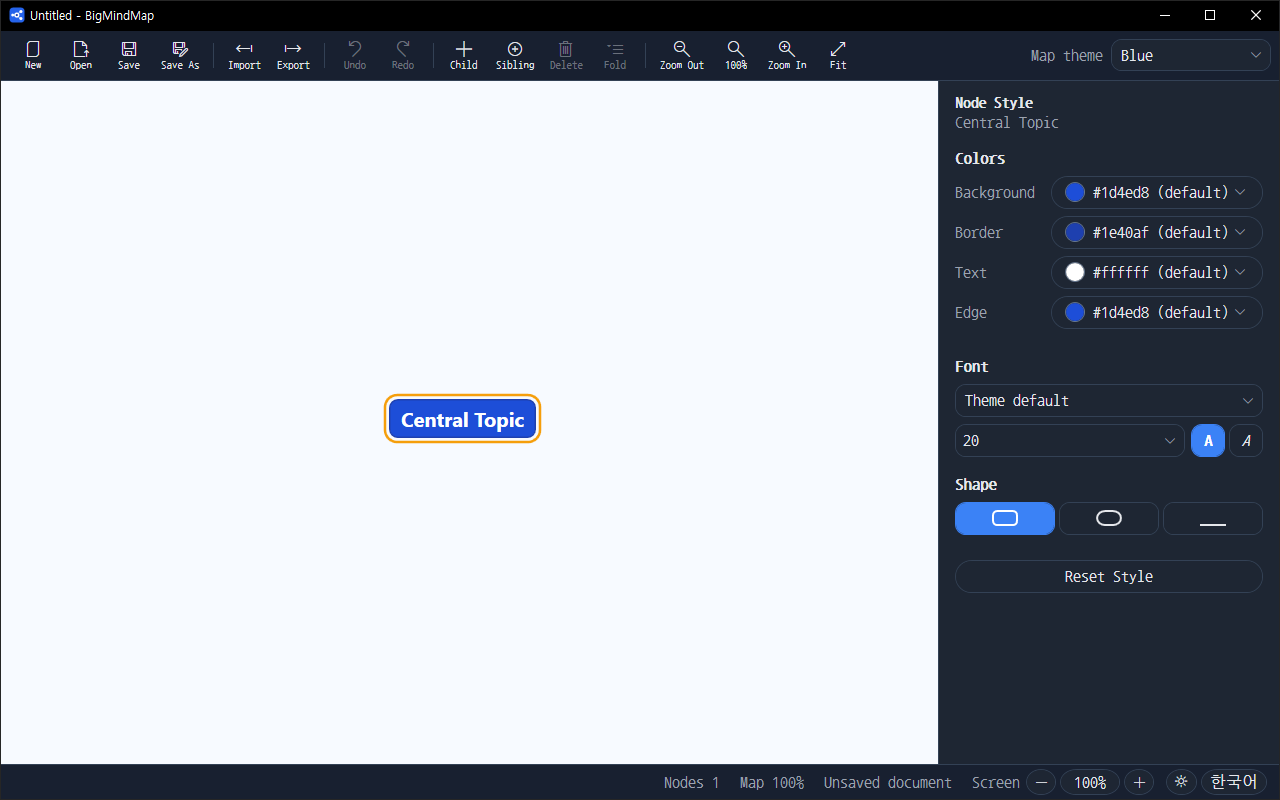 Untitled - BigMindMap
New Open Save Save As Import Export Undo Redo Child Sibling Delete Fold Zoom Out 100% Zoom In Fit
Map theme Blue
Central Topic
Node Style
Central Topic
Colors
Background #1d4ed8 (default)
Border #1e40af (default)
Text #ffffff (default)
Edge #1d4ed8 (default)
Font
Theme default
20 A A
Shape
Reset Style
Nodes 1 Map 100% Unsaved document Screen 100% 한국어